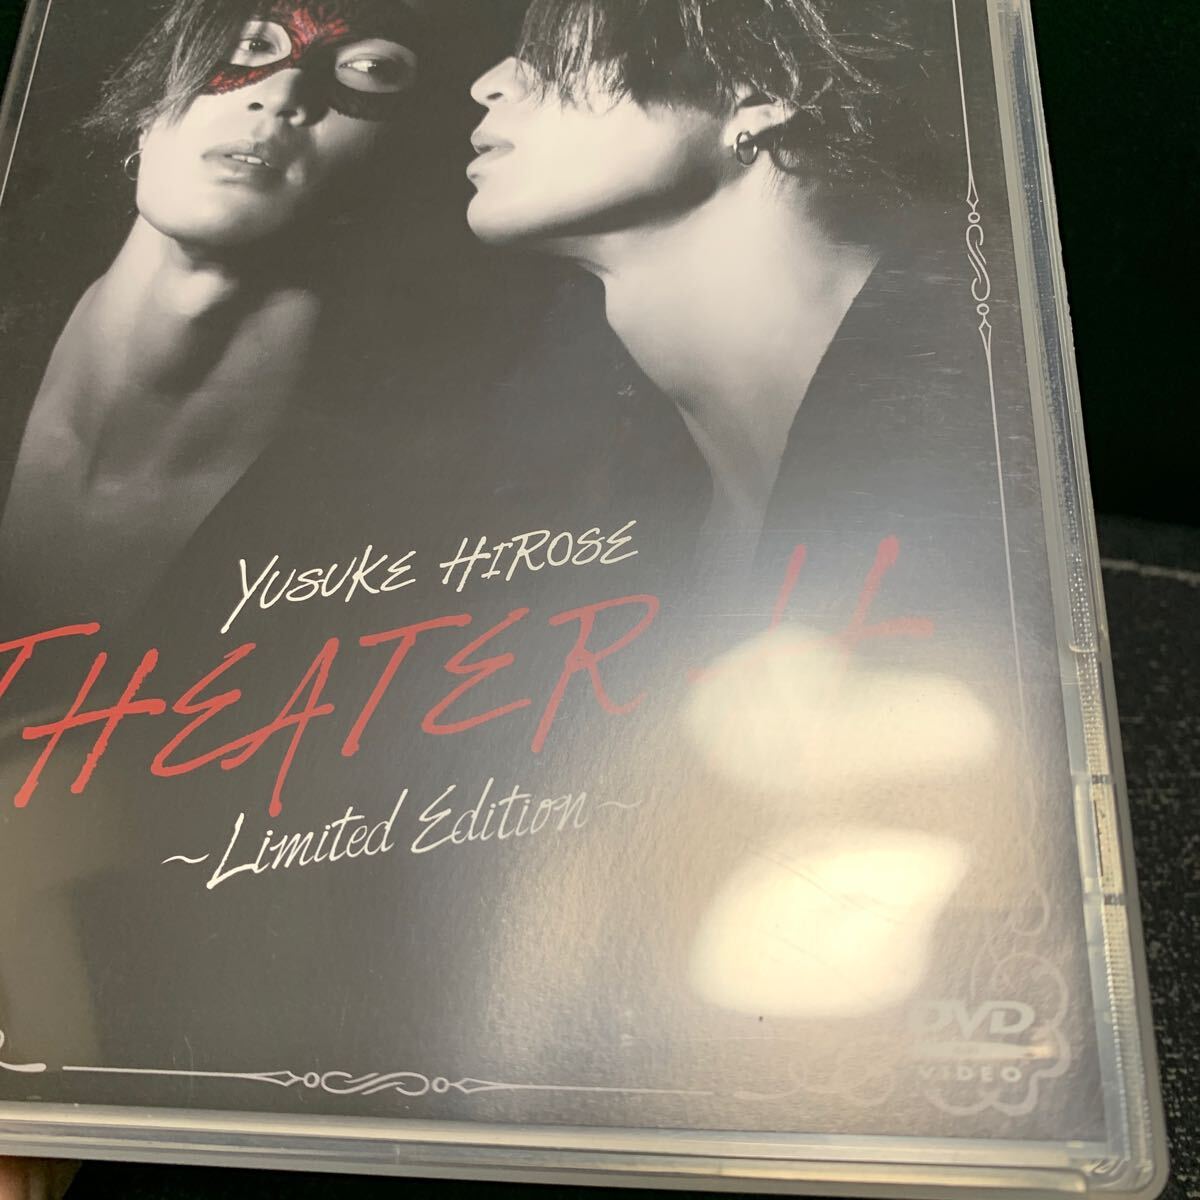 YUSUKE HIROSE
THEATER H
~Limited Edition~
DVD
VIDEO